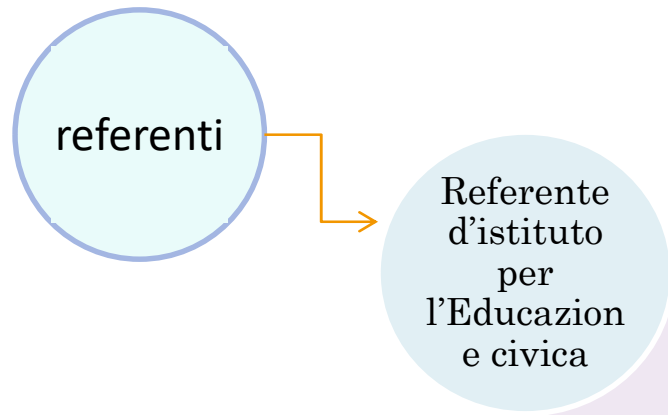 referenti
Referente
d’istituto
per
l’Educazion
e civica